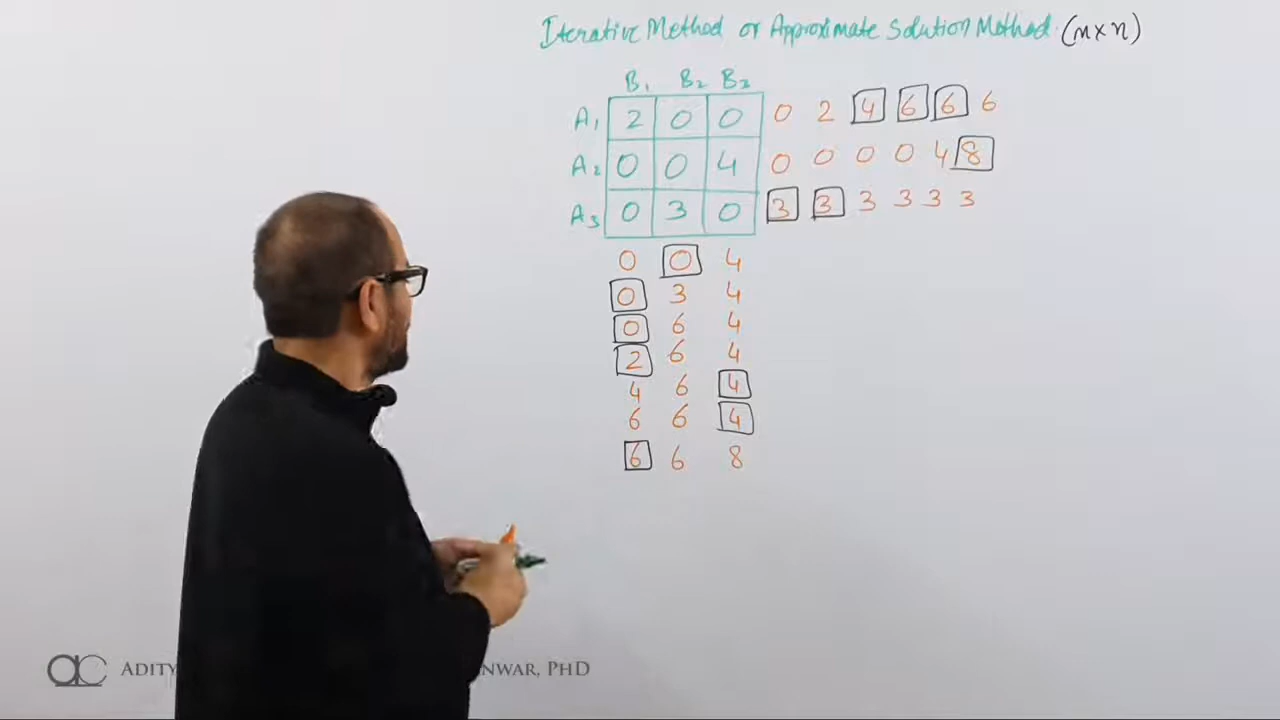 Iterative Method or Approximate Solution Method (n×n)
B1 B2 B3
A1 2 0 0 0 2 4 6 6 6
A2 0 0 4 0 0 0 0 4 8
A3 0 3 0 3 3 3 3 3 3
0 0 4
0 3 4
0 6 4
2 6 4
4 6 4
6 6 4
6 6 8
ac ADITY NWAR, PHD